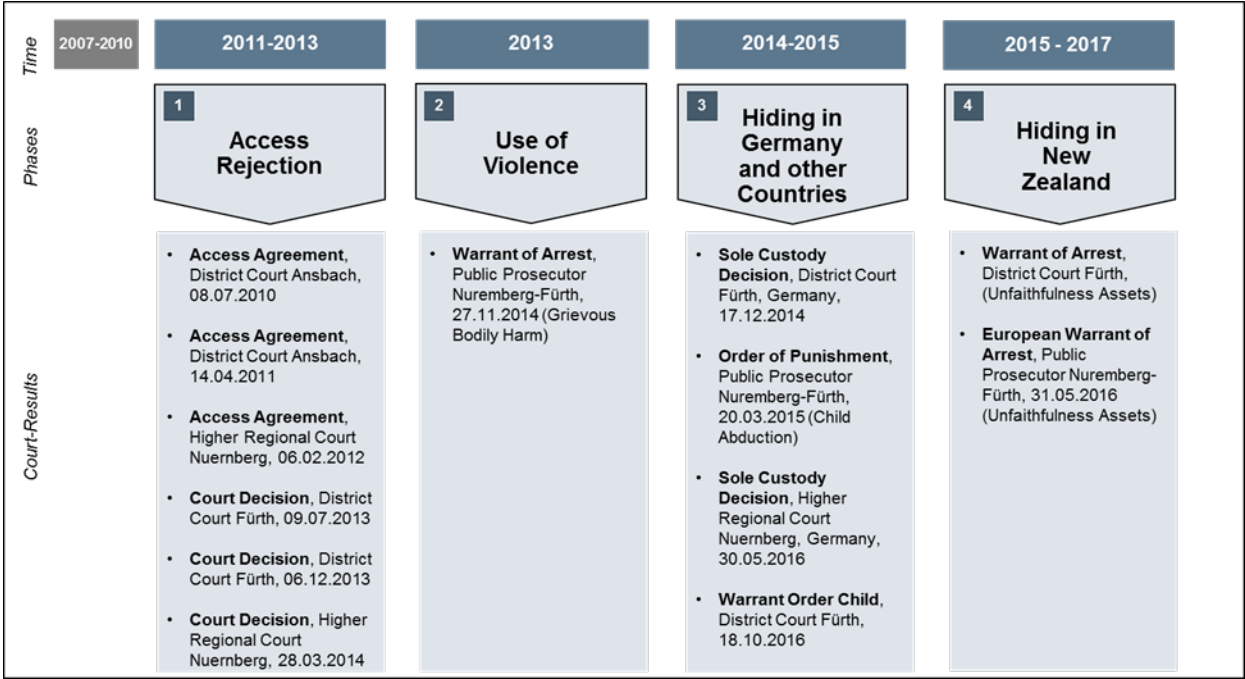 Time
2007-2010
2011-2013
2013
2014-2015
2015 - 2017
Phases
1
Access
Rejection
2
Use of
Violence
3
Hiding in
Germany
and other
Countries
4
Hiding in
New
Zealand
Court-Results
• Access Agreement,
District Court Ansbach,
08.07.2010
• Access Agreement,
District Court Ansbach,
14.04.2011
• Access Agreement,
Higher Regional Court
Nuernberg, 06.02.2012
• Court Decision, District
Court Fürth, 09.07.2013
• Court Decision, District
Court Fürth, 06.12.2013
• Court Decision, Higher
Regional Court
Nuernberg, 28.03.2014
• Warrant of Arrest,
Public Prosecutor
Nuremberg-Fürth,
27.11.2014 (Grievous
Bodily Harm)
• Sole Custody
Decision, District Court
Fürth, Germany,
17.12.2014
• Order of Punishment,
Public Prosecutor
Nuremberg-Fürth,
20.03.2015 (Child
Abduction)
• Sole Custody
Decision, Higher
Regional Court
Nuernberg, Germany,
30.05.2016
• Warrant Order Child,
District Court Fürth,
18.10.2016
• Warrant of Arrest,
District Court Fürth,
(Unfaithfulness Assets)
• European Warrant of
Arrest, Public
Prosecutor Nuremberg-
Fürth, 31.05.2016
(Unfaithfulness Assets)